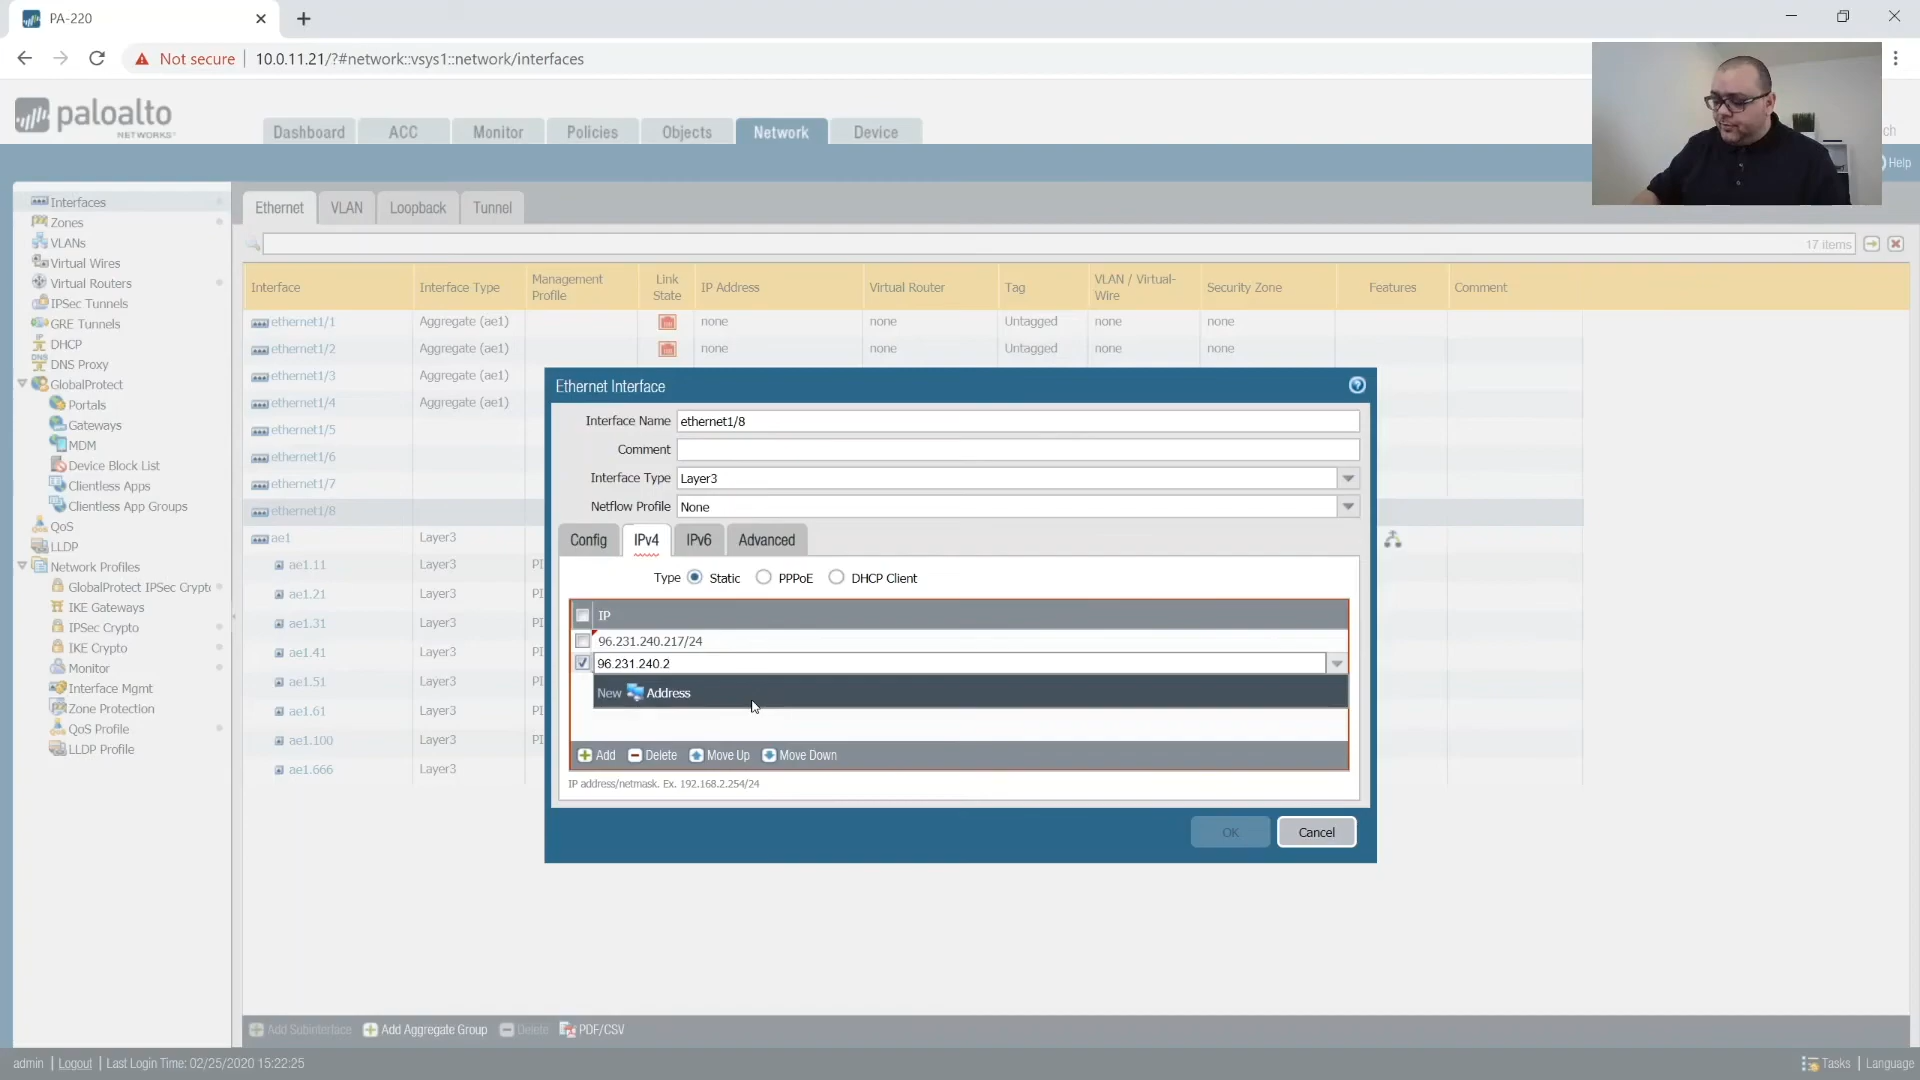 PA-220
Not secure
10.0.11.21/?#network::vsys1::network/interfaces
paloalto
NETWORKS
Dashboard
ACC
Monitor
Policies
Objects
Network
Device
Help
Interfaces
Zones
VLANs
Virtual Wires
Virtual Routers
IPSec Tunnels
GRE Tunnels
DHCP
DNS Proxy
GlobalProtect
Portals
Gateways
MDM
Device Block List
Clientless Apps
Clientless App Groups
QoS
LLDP
Network Profiles
GlobalProtect IPSec Crypto
IKE Gateways
IPSec Crypto
IKE Crypto
Monitor
Interface Mgmt
Zone Protection
QoS Profile
LLDP Profile
Ethernet
VLAN
Loopback
Tunnel
17 items
Interface
Interface Type
Management Profile
Link State
IP Address
Virtual Router
Tag
VLAN / Virtual-Wire
Security Zone
Features
Comment
ethernet1/1 Aggregate (ae1) none none Untagged none none
ethernet1/2 Aggregate (ae1) none none Untagged none none
ethernet1/3 Aggregate (ae1)
ethernet1/4 Aggregate (ae1)
ethernet1/5
ethernet1/6
ethernet1/7
ethernet1/8
ae1 Layer3
ae1.11 Layer3 PI
ae1.21 Layer3 PI
ae1.31 Layer3 PI
ae1.41 Layer3 PI
ae1.51 Layer3 PI
ae1.61 Layer3 PI
ae1.100 Layer3 PI
ae1.666 Layer3
Ethernet Interface
Interface Name ethernet1/8
Comment
Interface Type Layer3
Netflow Profile None
Config
IPv4
IPv6
Advanced
Type Static PPPoE DHCP Client
IP
96.231.240.217/24
96.231.240.2
New Address
Add Delete Move Up Move Down
IP address/netmask. Ex. 192.168.2.254/24
OK
Cancel
Add Subinterface Add Aggregate Group Delete PDF/CSV
admin | Logout | Last Login Time: 02/25/2020 15:22:25
Tasks | Language